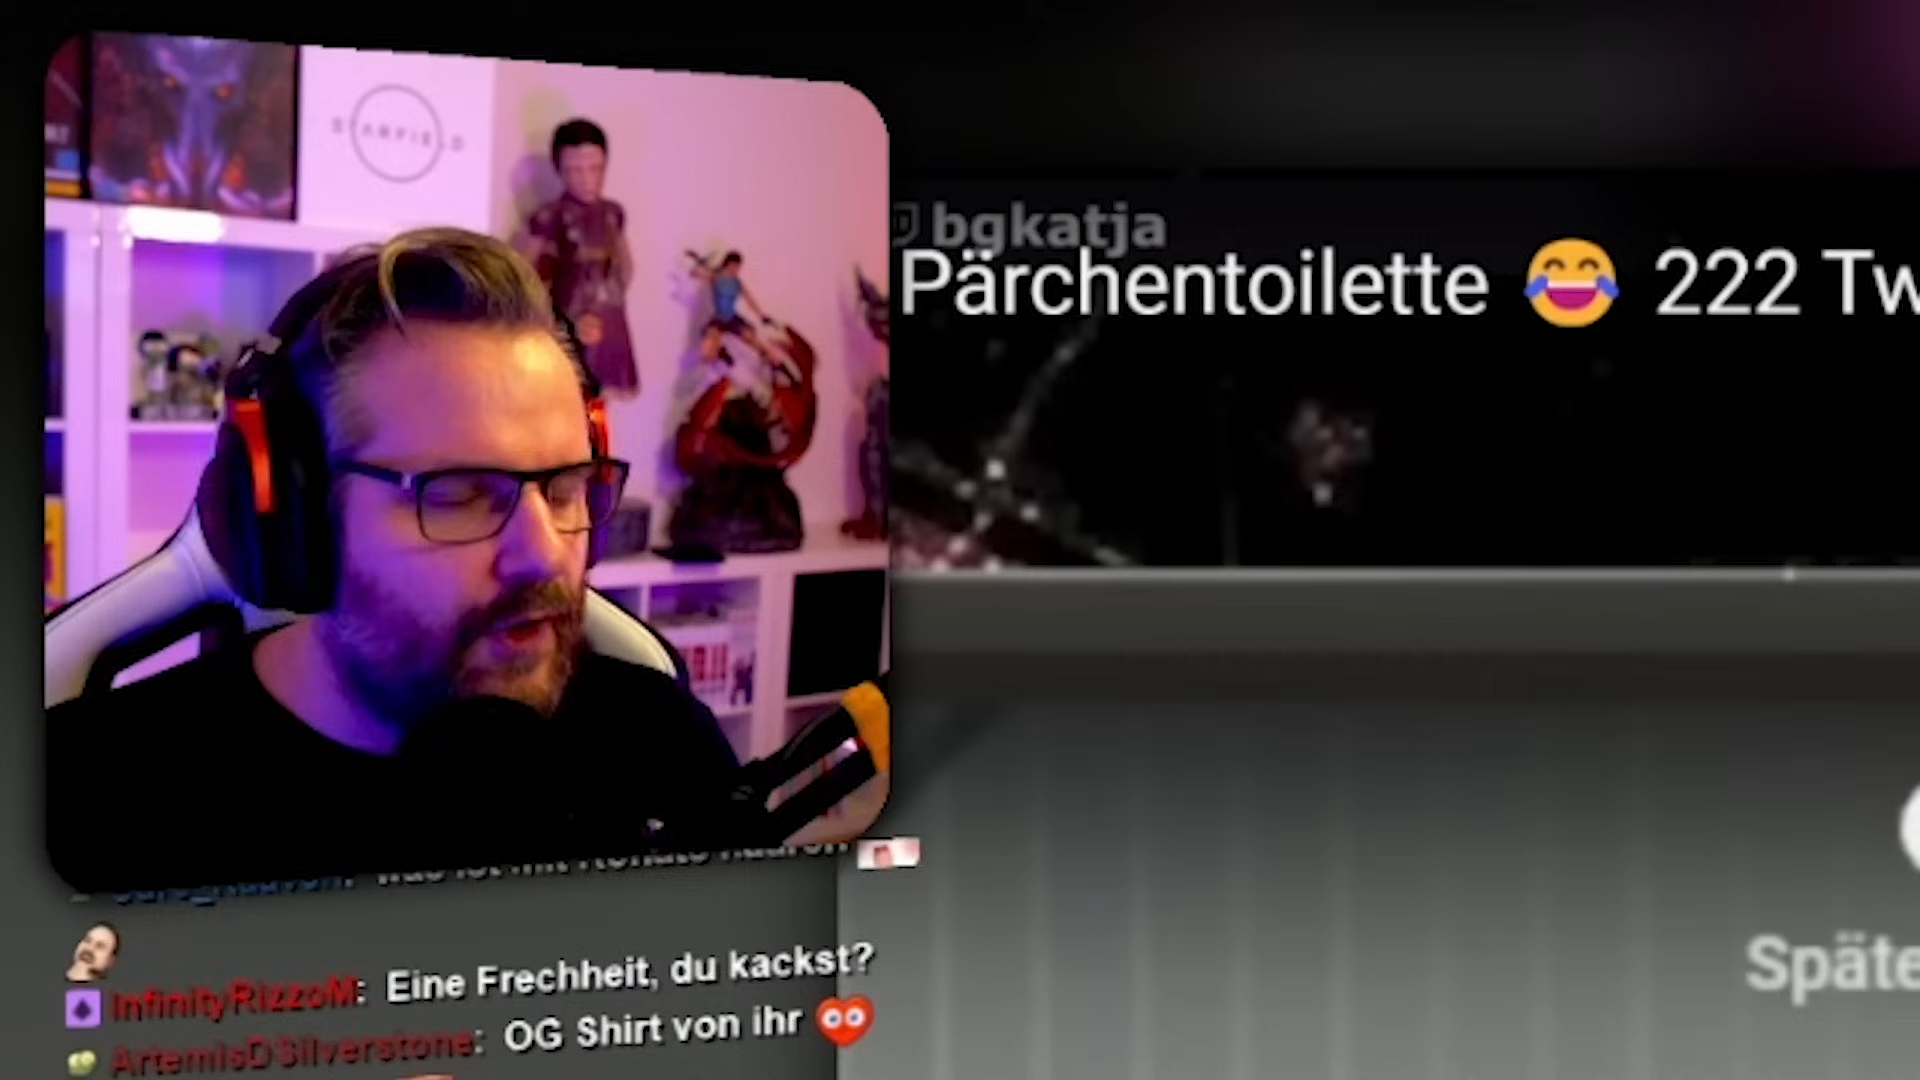 STARFIELD
bgkatja
Pärchentoilette 😂 222 Tw
InfinityRizzoM: Eine Frechheit, du kackst?
ArtemisDSilverstone: OG Shirt von ihr
Späte